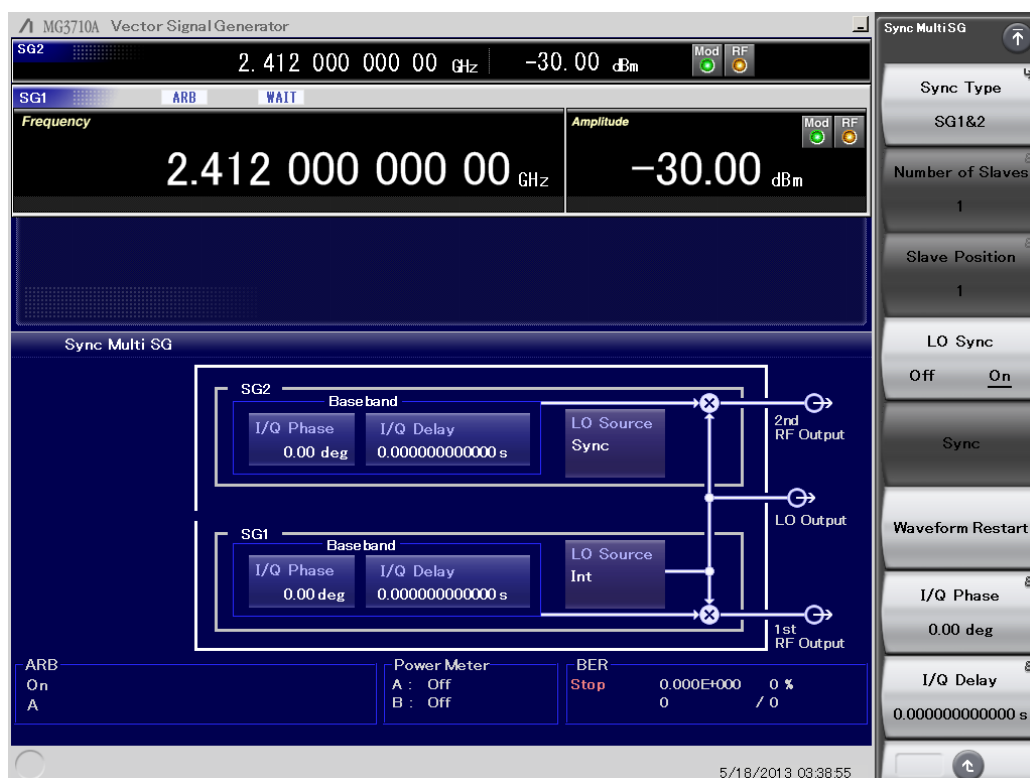 MG3710A Vector Signal Generator
SG2
2. 412 000 000 00 GHz
-30. 00 dBm
Mod RF
SG1 ARB WAIT
Frequency
2.412 000 000 00 GHz
Amplitude
-30.00 dBm
Mod RF
Sync Multi SG
SG2
Baseband
I/Q Phase
0.00 deg
I/Q Delay
0.000000000000 s
LO Source
Sync
2nd
RF Output
LO Output
SG1
Baseband
I/Q Phase
0.00 deg
I/Q Delay
0.000000000000 s
LO Source
Int
1st
RF Output
ARB
On
A
Power Meter
A : Off
B : Off
BER
Stop 0.000E+000 0 %
0 / 0
5/18/2013 03:38:55
Sync MultiSG
Sync Type
SG1&2
Number of Slaves
1
Slave Position
1
LO Sync
Off On
Sync
Waveform Restart
I/Q Phase
0.00 deg
I/Q Delay
0.000000000000 s